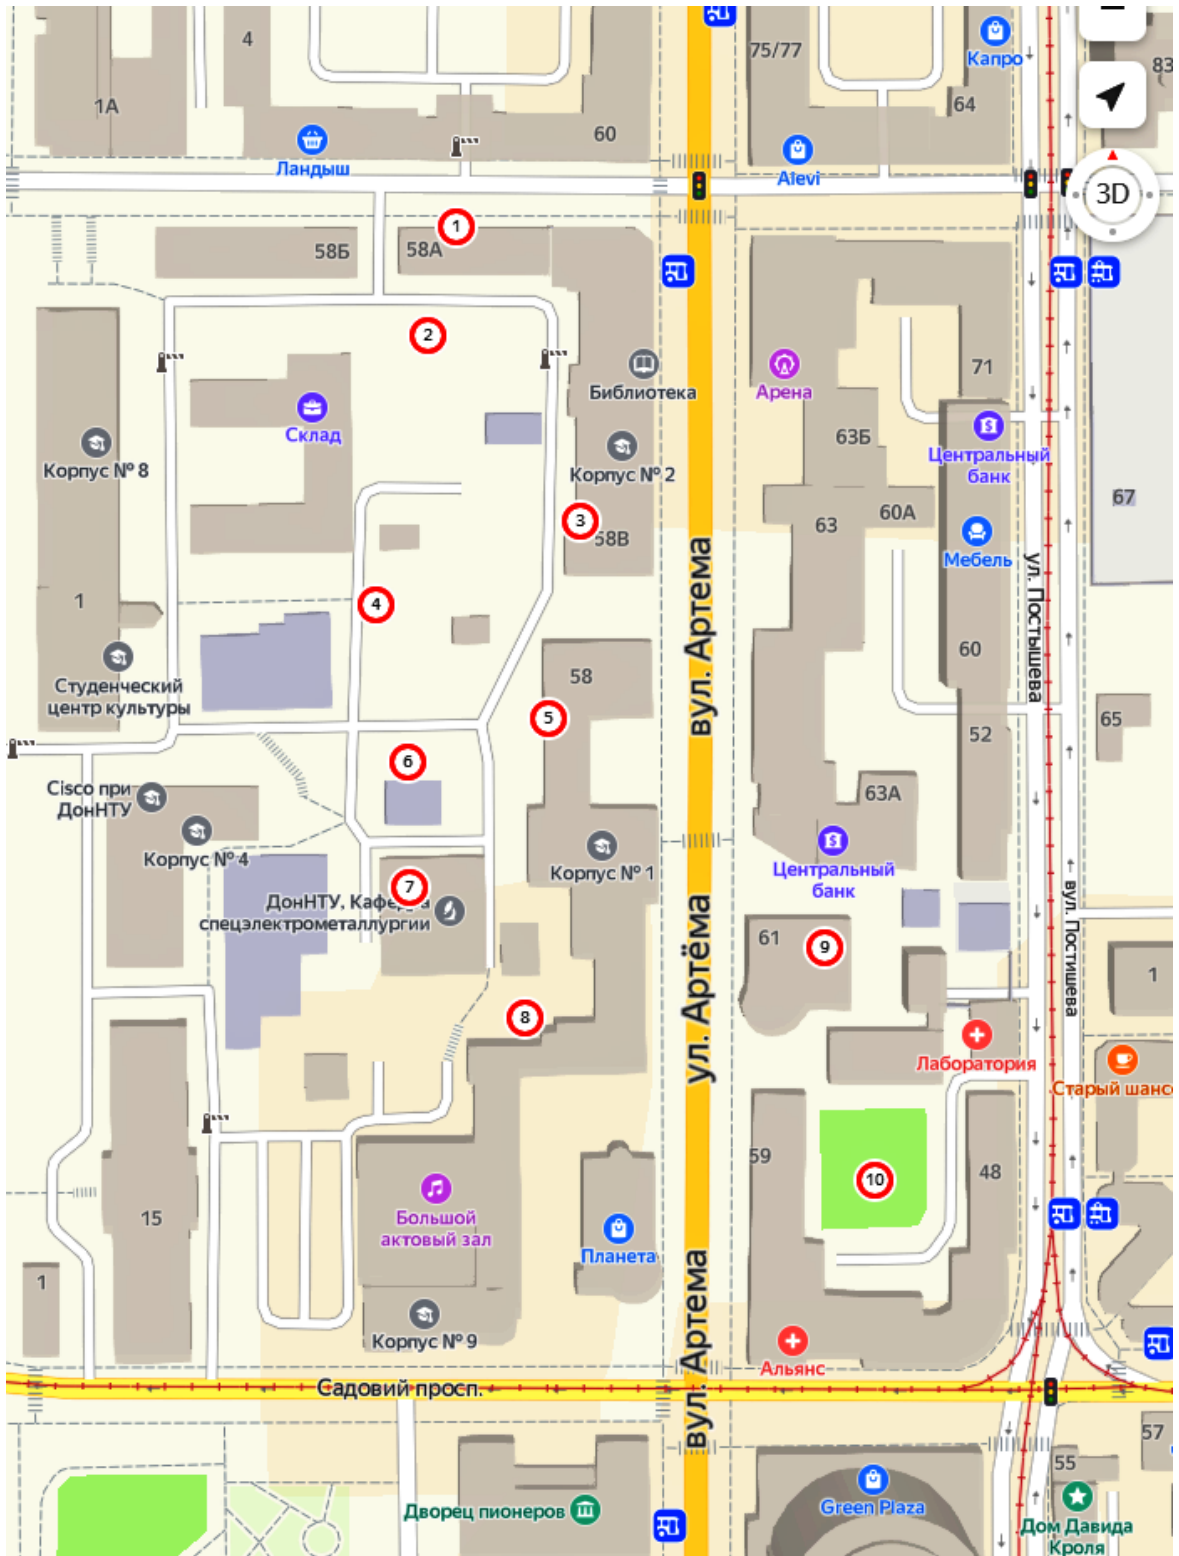 4
75/77
Капро
83
1А
64
60
Ландыш
Alevi
3D
1
58Б
58А
2
71
Библиотека
Арена
Склад
63Б
Центральный
банк
Корпус № 8
Корпус № 2
67
60А
3
63
58В
Мебель
вул. Артема
ул. Постышева
1
4
60
Студенческий
центр культуры
58
5
65
52
6
Cisco при
ДонНТУ
63А
Корпус № 4
Корпус № 1
Центральный
банк
7
ДонНТУ, Кафедра
спецэлектрометаллургии
ул. Артёма
вул. Постишева
61
9
1
8
Лаборатория
Старый шансо
59
10
48
15
Большой
актовый зал
Планета
1
Корпус № 9
вул. Артема
Альянс
Садовий просп.
57
55
Дворец пионеров
Green Plaza
Дом Давида
Кроля